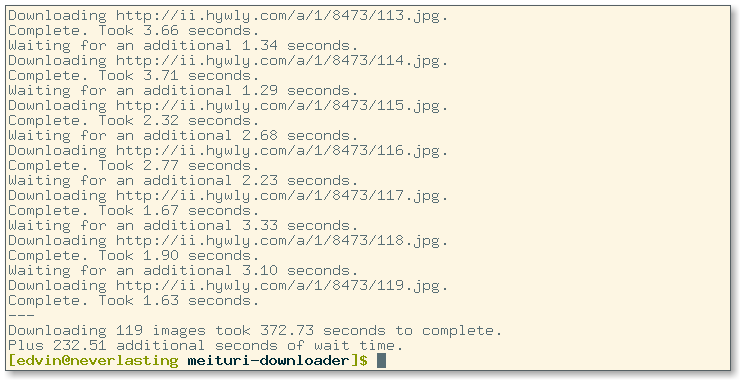 Downloading http://ii.hywly.com/a/1/8473/113.jpg.
Complete. Took 3.66 seconds.
Waiting for an additional 1.34 seconds.
Downloading http://ii.hywly.com/a/1/8473/114.jpg.
Complete. Took 3.71 seconds.
Waiting for an additional 1.29 seconds.
Downloading http://ii.hywly.com/a/1/8473/115.jpg.
Complete. Took 2.32 seconds.
Waiting for an additional 2.68 seconds.
Downloading http://ii.hywly.com/a/1/8473/116.jpg.
Complete. Took 2.77 seconds.
Waiting for an additional 2.23 seconds.
Downloading http://ii.hywly.com/a/1/8473/117.jpg.
Complete. Took 1.67 seconds.
Waiting for an additional 3.33 seconds.
Downloading http://ii.hywly.com/a/1/8473/118.jpg.
Complete. Took 1.90 seconds.
Waiting for an additional 3.10 seconds.
Downloading http://ii.hywly.com/a/1/8473/119.jpg.
Complete. Took 1.63 seconds.
---
Downloading 119 images took 372.73 seconds to complete.
Plus 232.51 additional seconds of wait time.
[edvin@neverlasting meituri-downloader]$